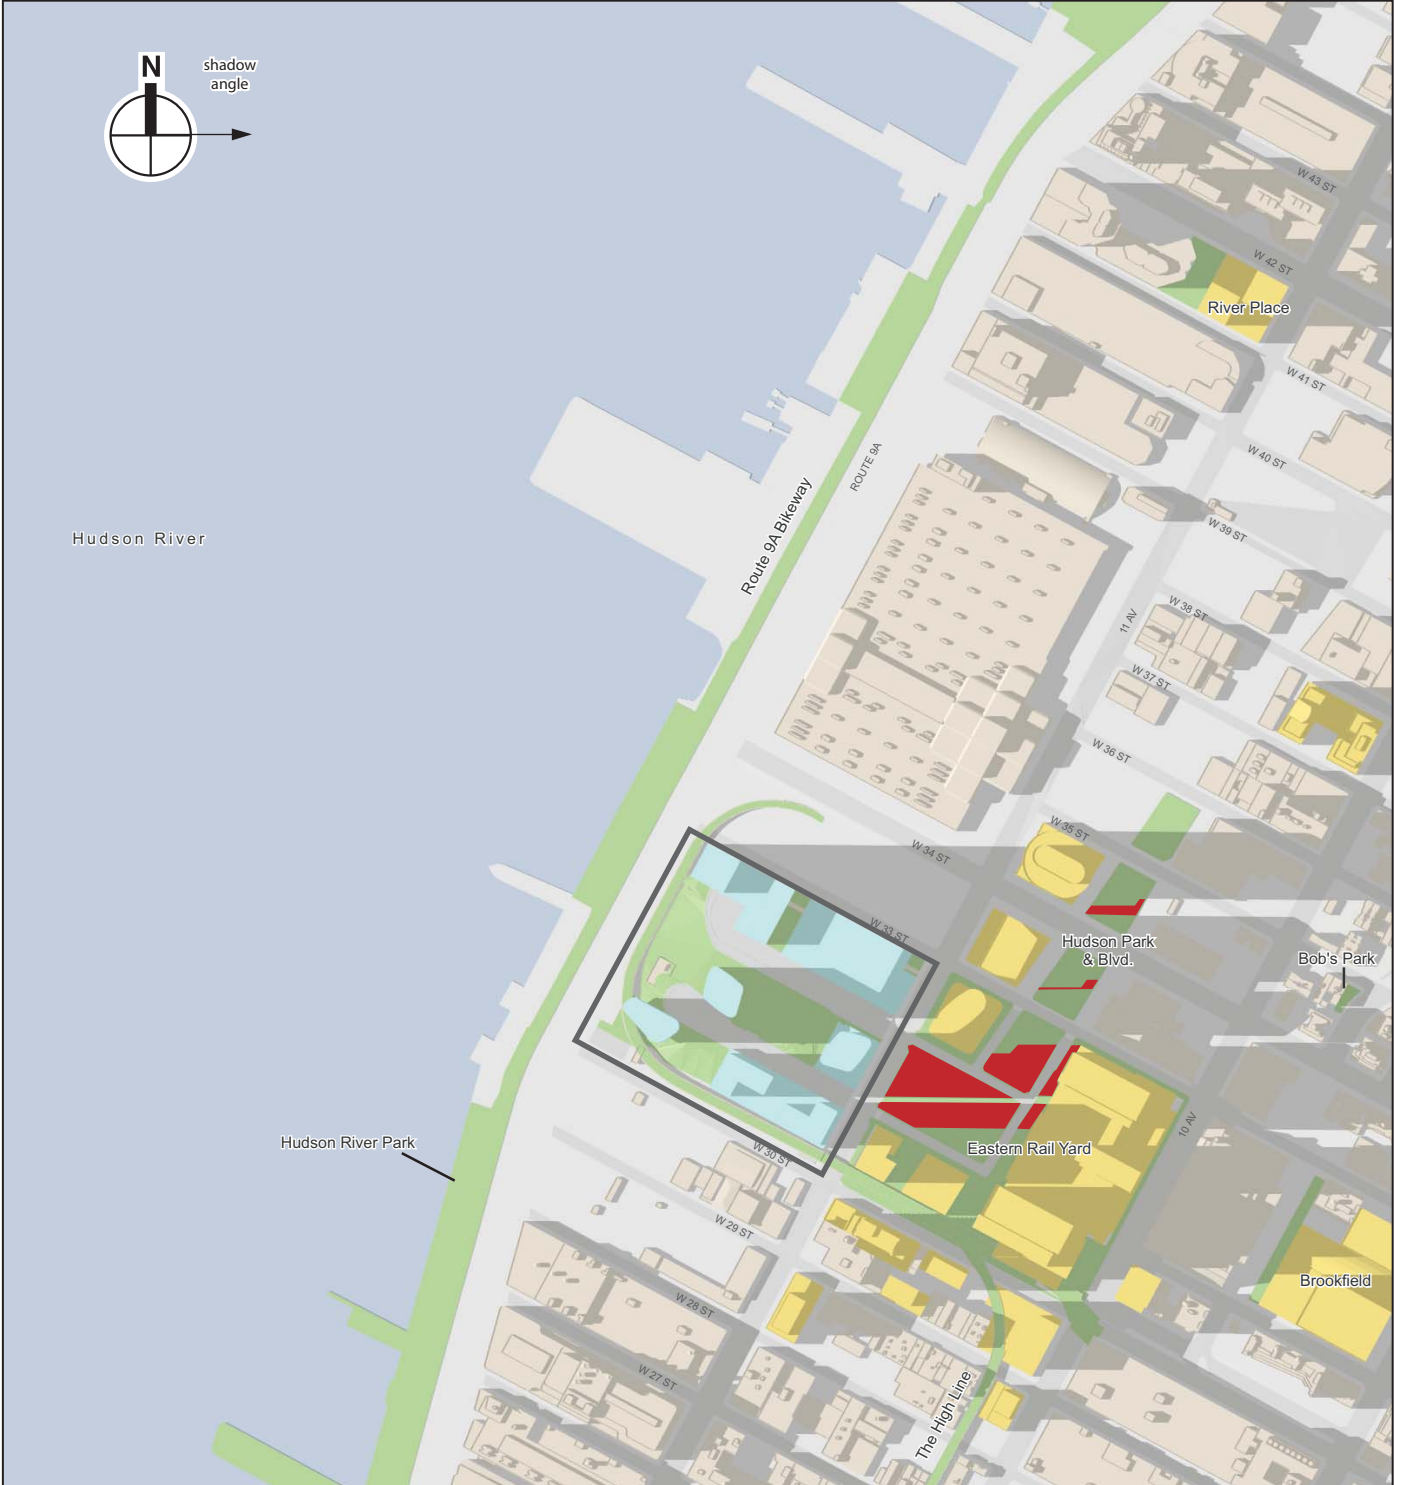 N
shadow
angle
W 43 ST
W 42 ST
River Place
W 41 ST
ROUTE 9A
W 40 ST
Route 9A Bikeway
W 39 ST
Hudson River
W 38 ST
11 AV
W 37 ST
W 36 ST
W 35 ST
W 34 ST
W 33 ST
Hudson Park
& Blvd.
Bob's Park
10 AV
Hudson River Park
Eastern Rail Yard
W 30 ST
W 29 ST
Brookfield
W 28 ST
W 27 ST
The High Line